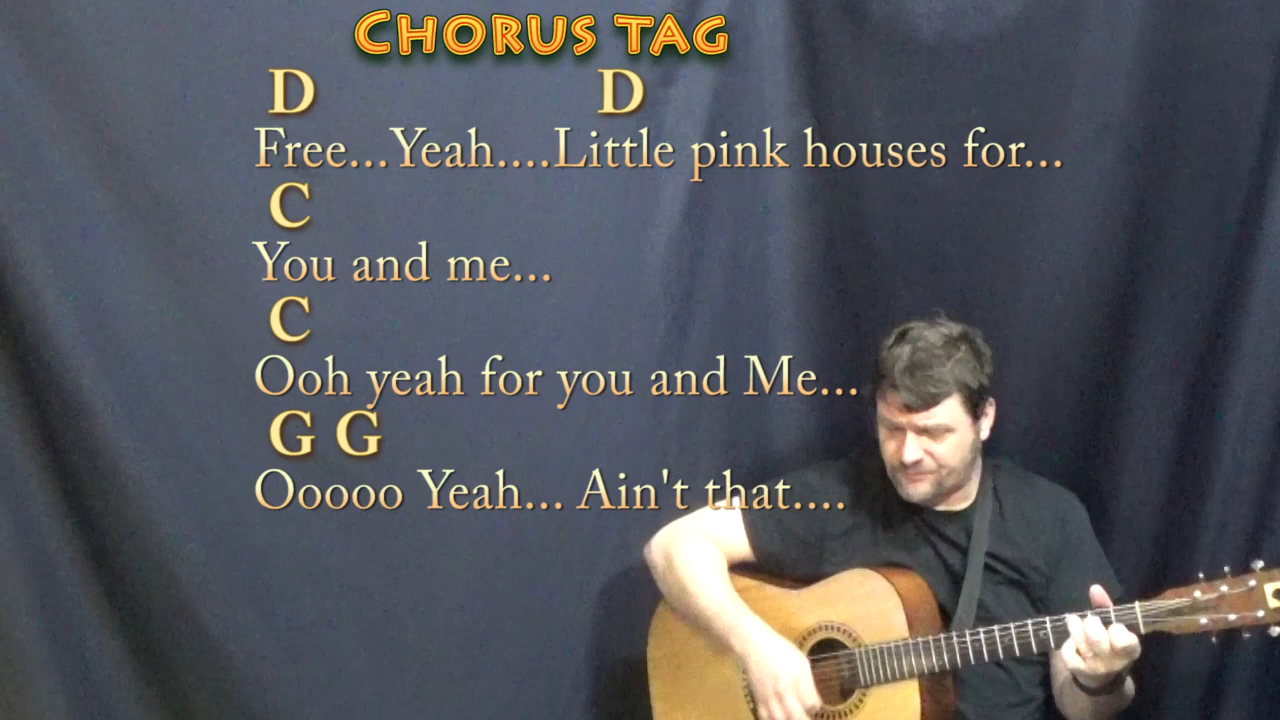 CHORUS TAG
D D
Free...Yeah....Little pink houses for...
C
You and me...
C
Ooh yeah for you and Me...
G G
Ooooo Yeah... Ain't that....